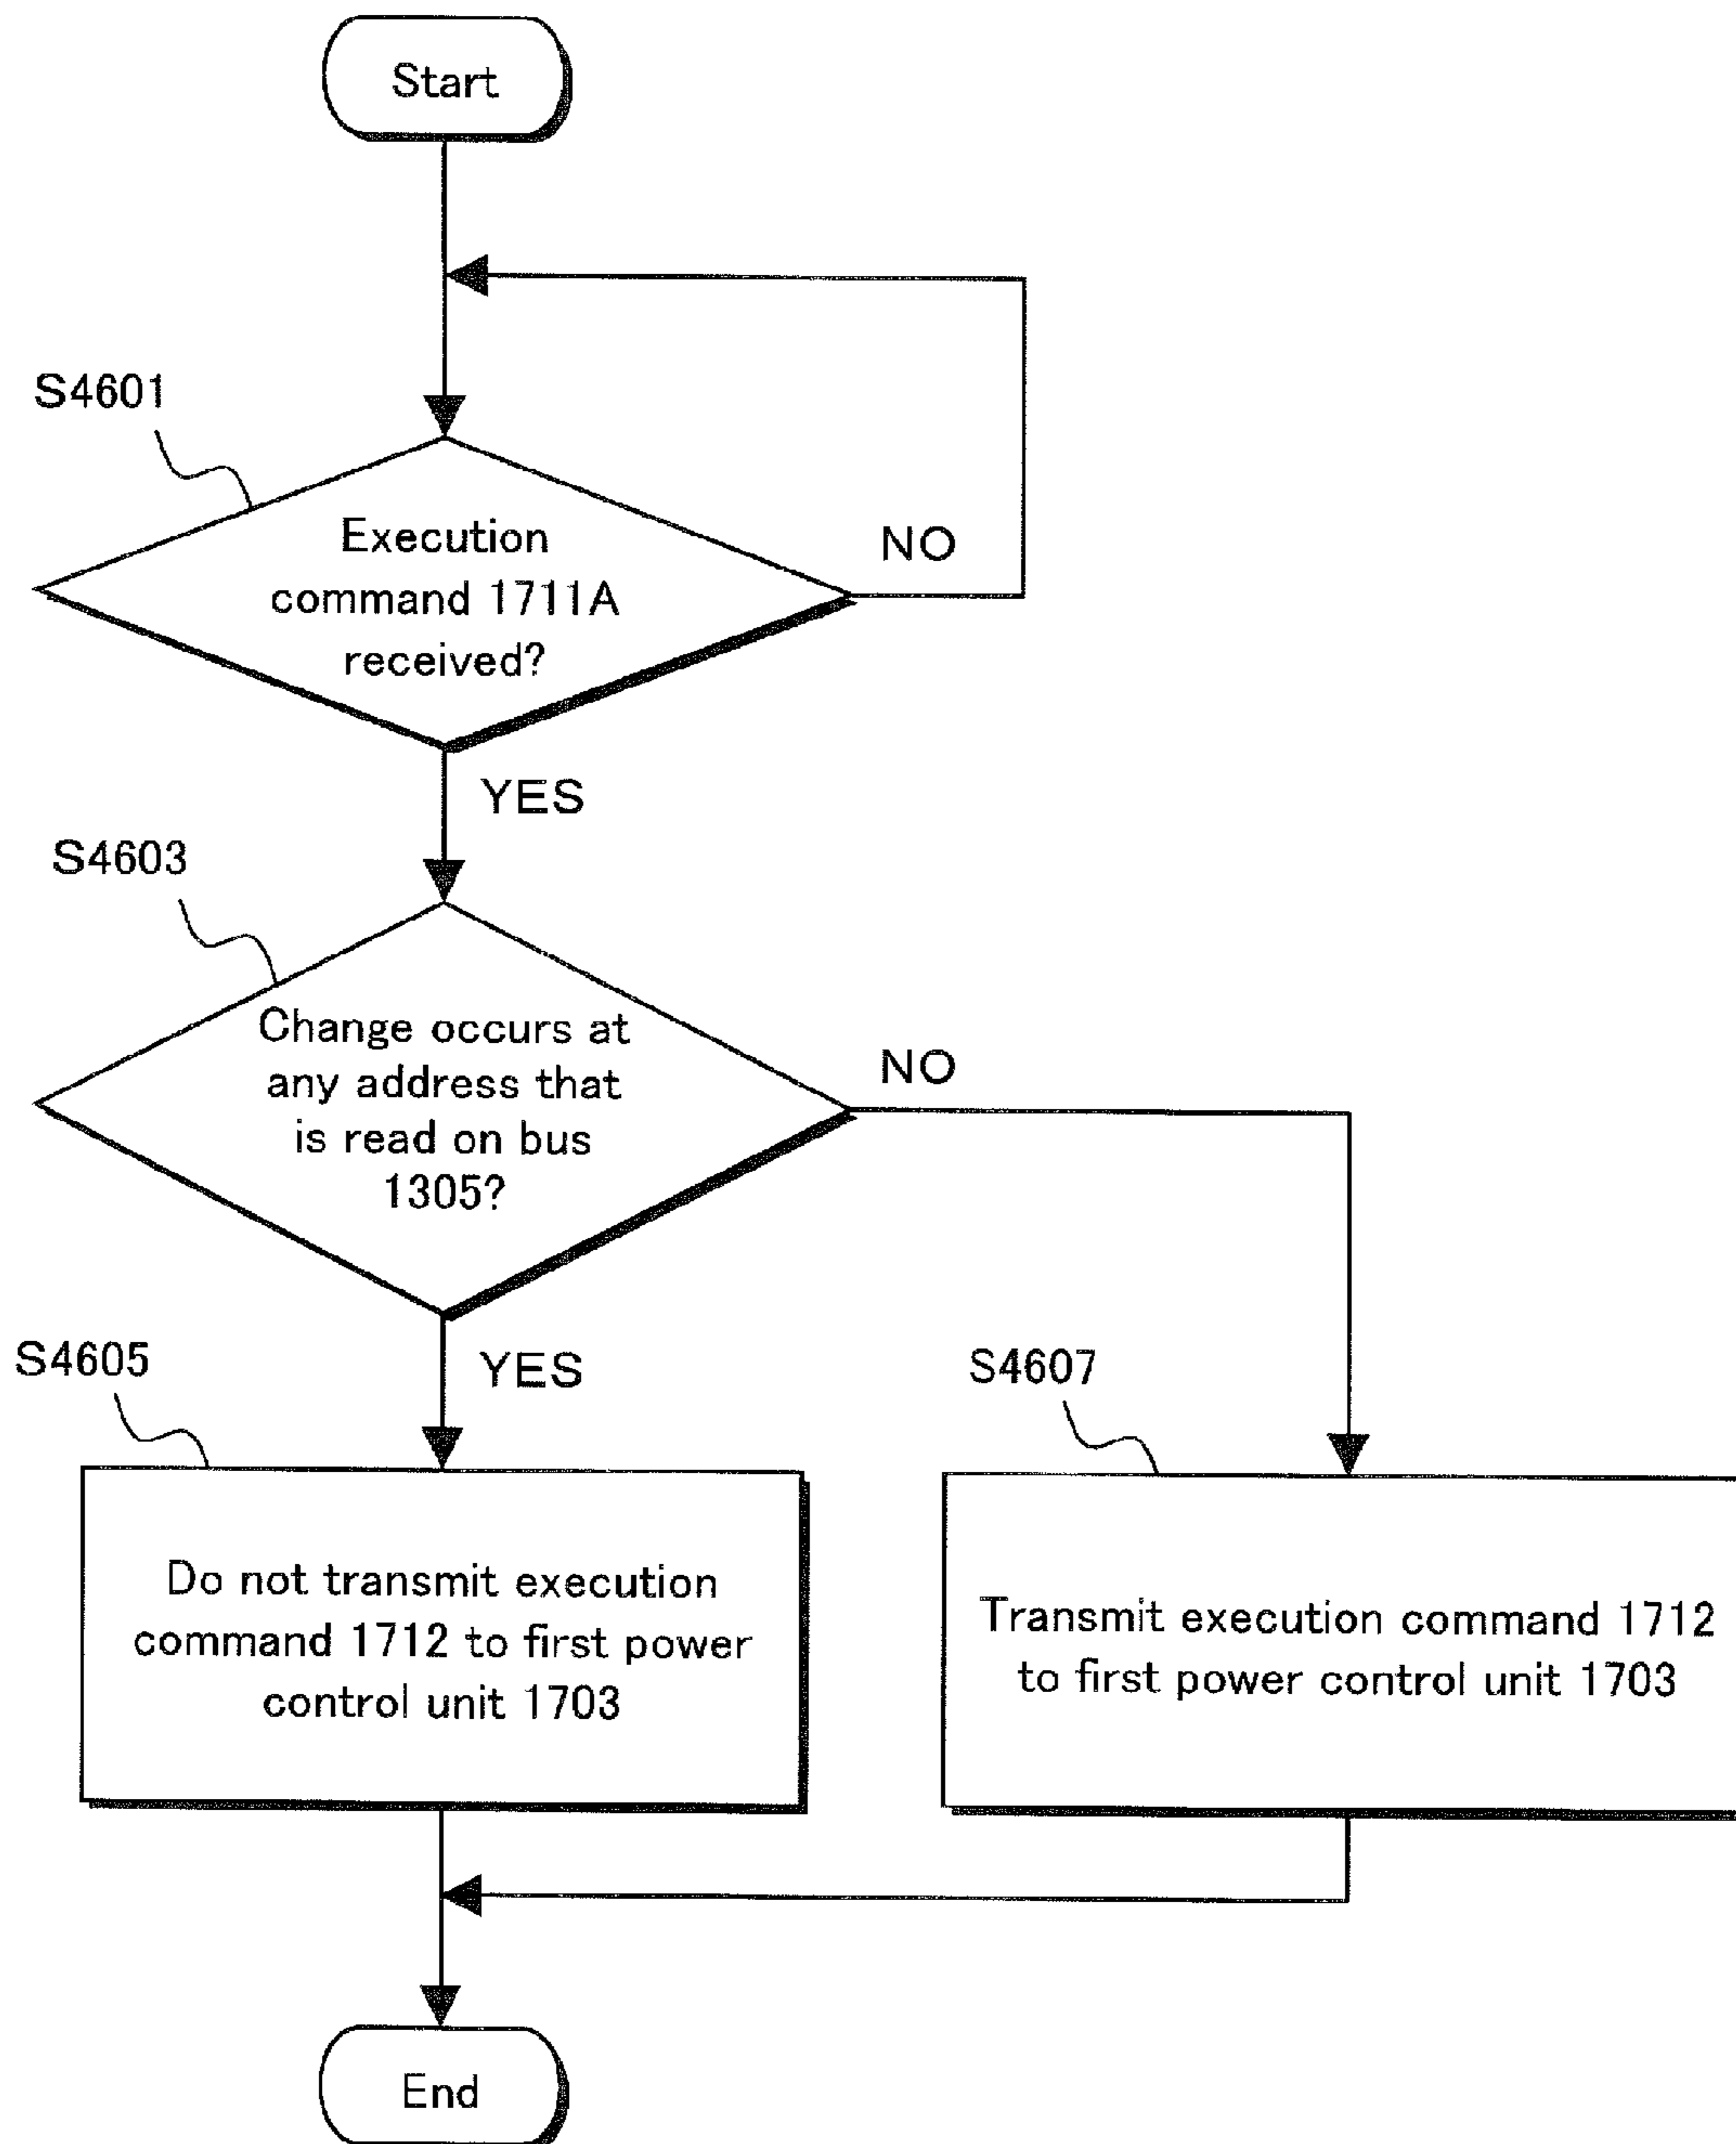 Start
S4601
Execution
command 1711A
received?
NO
YES
S4603
Change occurs at
any address that
is read on bus
1305?
NO
YES
S4605
Do not transmit execution
command 1712 to first power
control unit 1703
S4607
Transmit execution command 1712
to first power control unit 1703
End